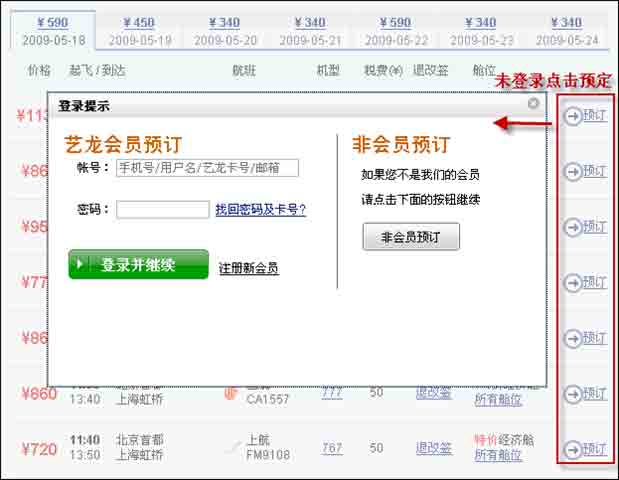 ¥590 ¥450 ¥340 ¥340 ¥590 ¥340 ¥340
2009-05-18 2009-05-19 2009-05-20 2009-05-21 2009-05-22 2009-05-23 2009-05-24
价格 起飞/到达 航班 机型 税费(¥) 退改签 舱位
未登录点击预定
登录提示
预订
艺龙会员预订
帐号：手机号/用户名/艺龙卡号/邮箱
密码： 找回密码及卡号?
登录并继续 注册新会员
非会员预订
如果您不是我们的会员
请点击下面的按钮继续
非会员预订
预订
预订
预订
预订
¥860 13:40 上海虹桥 CA1557 777 50 退改签 所有舱位 预订
¥720 11:40 北京首都 上航 767 50 退改签 特价经济舱 预订
13:50 上海虹桥 FM9108 所有舱位